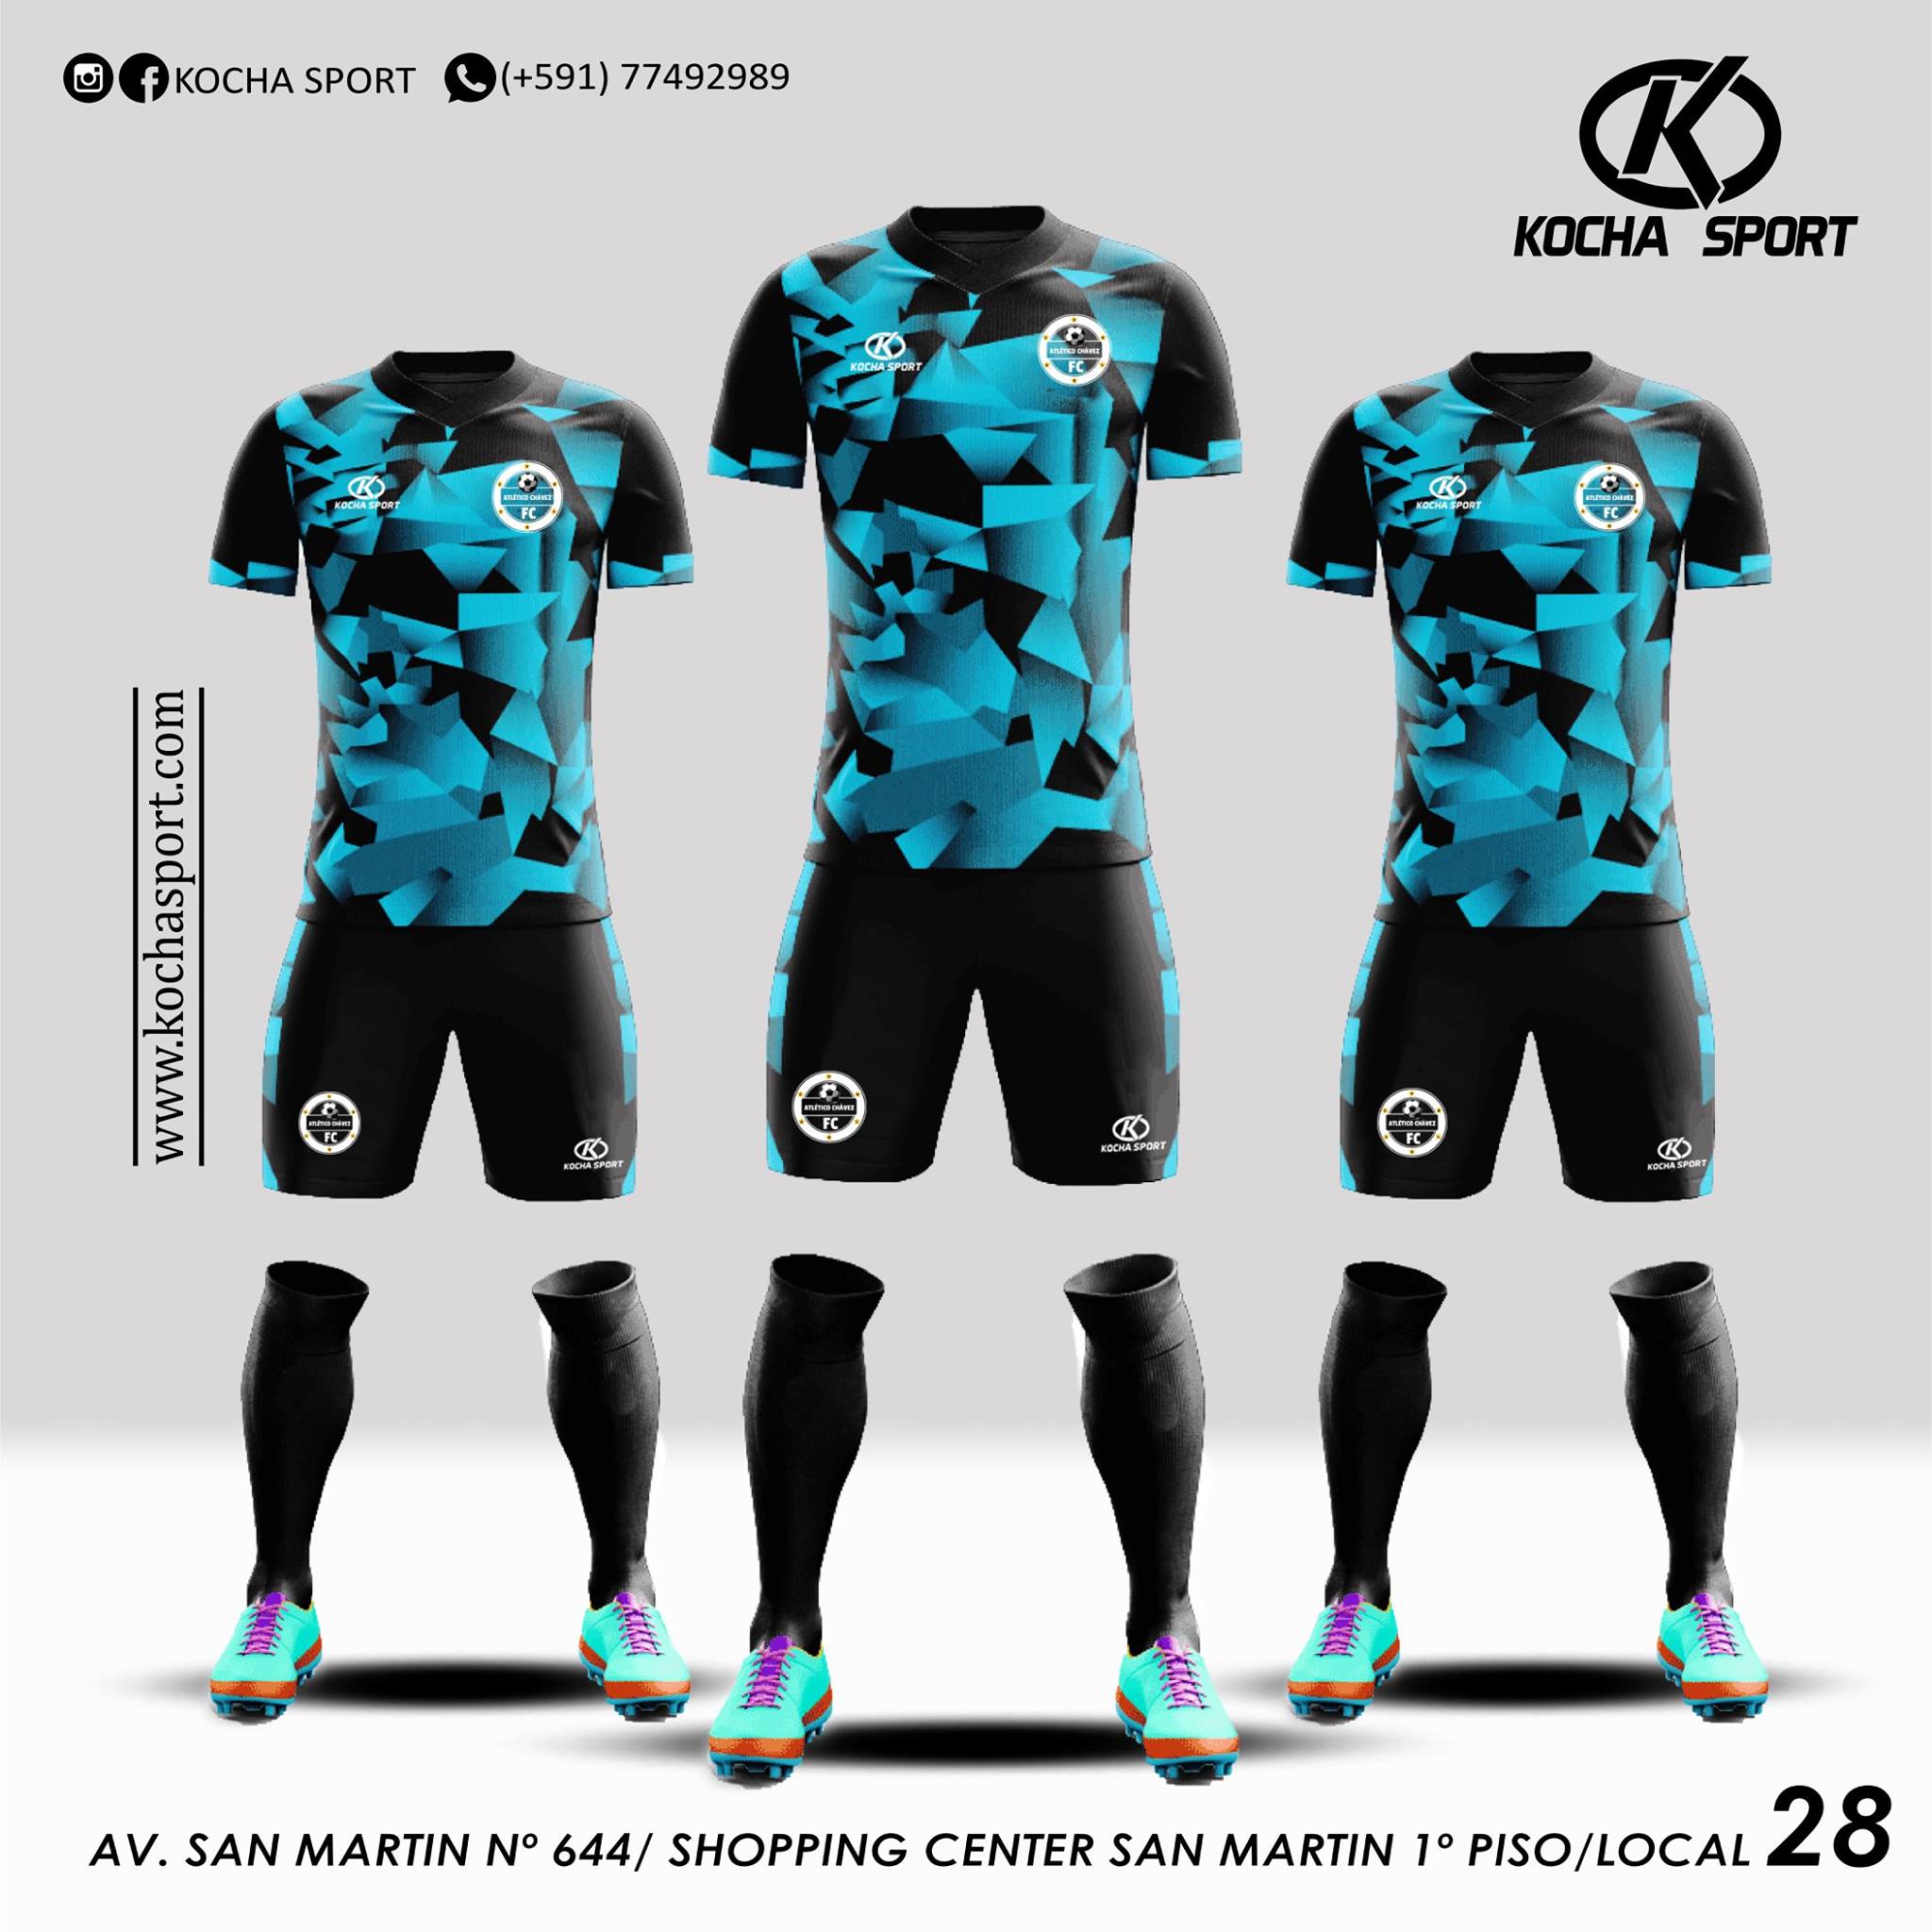 KOCHA SPORT (+591) 77492989
KOCHA SPORT
KOCHA SPORT
ATLÉTICO CHÁVEZ
FC
KOCHA SPORT
ATLÉTICO CHÁVEZ
FC
KOCHA SPORT
ATLÉTICO CHÁVEZ
FC
www.kochasport.com
ATLÉTICO CHÁVEZ
FC
KOCHA SPORT
ATLÉTICO CHÁVEZ
FC
KOCHA SPORT
ATLÉTICO CHÁVEZ
FC
KOCHA SPORT
AV. SAN MARTIN Nº 644/ SHOPPING CENTER SAN MARTIN 1º PISO/LOCAL 28